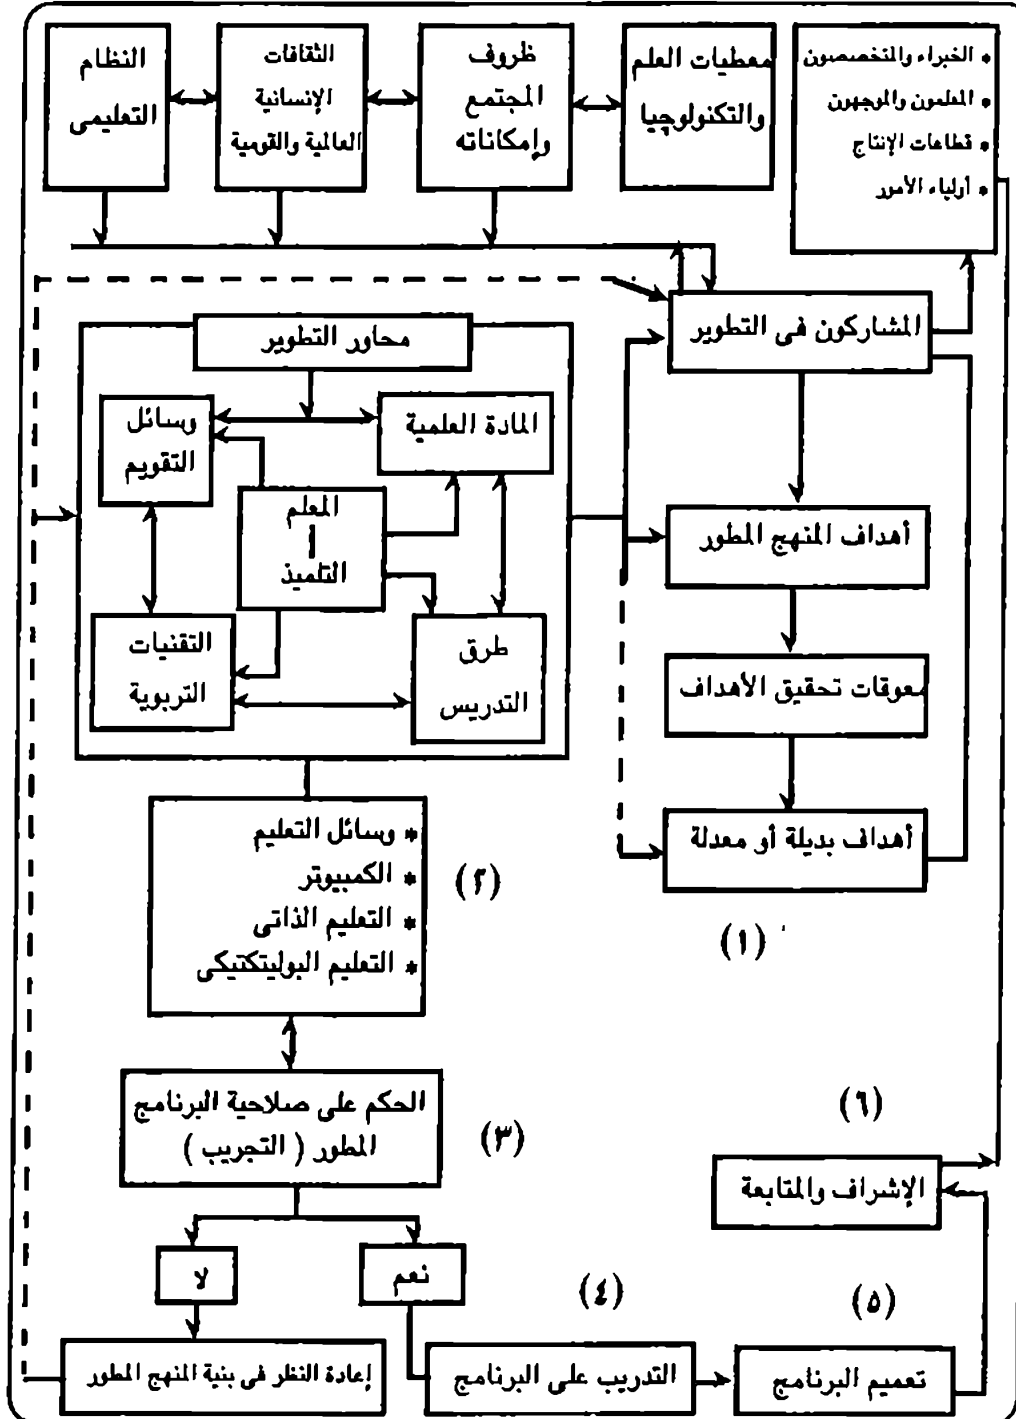 النظام
التعليمى
الثقافات
الإنسانية
العالمية والقومية
ظروف
المجتمع
وإمكاناته
معطيات العلم
والتكنولوچيا
* الخبراء والمتخصصون
* المعلمون والموجهون
* قطاعات الإنتاج
* أولياء الأمور
المشاركون فى التطوير
محاور التطوير
وسائل
التقويم
المادة العلمية
المعلم
التلميذ
التقنيات
التربوية
طرق
التدريس
أهداف المنهج المطور
معوقات تحقيق الأهداف
أهداف بديلة أو معدلة
(١)
* وسائل التعليم
* الكمبيوتر
* التعليم الذاتى
* التعليم البوليتكتيكى
(٢)
الحكم على صلاحية البرنامج
المطور ( التجريب )
(٣)
لا
نعم
إعادة النظر فى بنية المنهج المطور
(٤)
التدريب على البرنامج
(٥)
تعميم البرنامج
(٦)
الإشراف والمتابعة